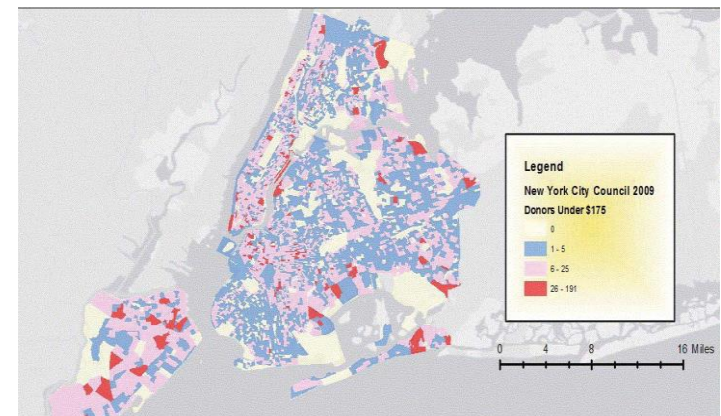 Legend
New York City Council 2009
Donors Under $175
0
1 - 5
6 - 25
26 - 191
0 4 8 16 Miles